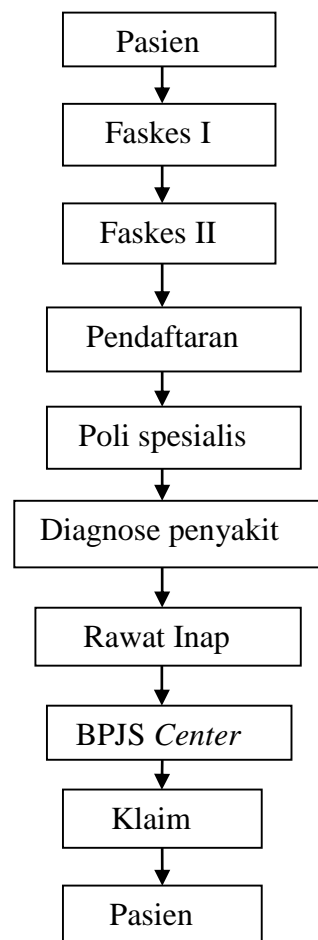 Pasien
Faskes I
Faskes II
Pendaftaran
Poli spesialis
Diagnose penyakit
Rawat Inap
BPJS Center
Klaim
Pasien